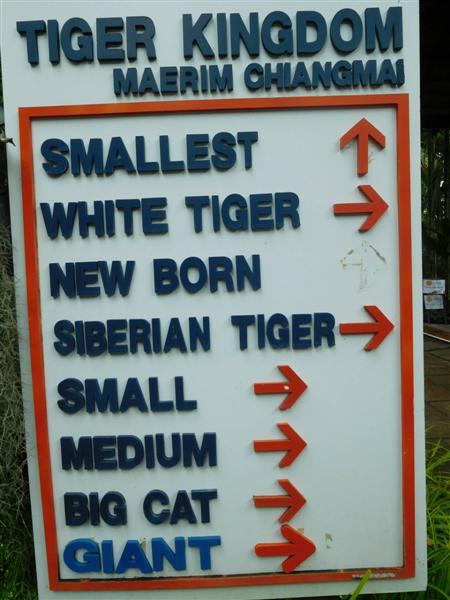 TIGER KINGDOM
MAERIM CHIANGMAI
SMALLEST
WHITE TIGER
NEW BORN
SIBERIAN TIGER
SMALL
MEDIUM
BIG CAT
GIANT